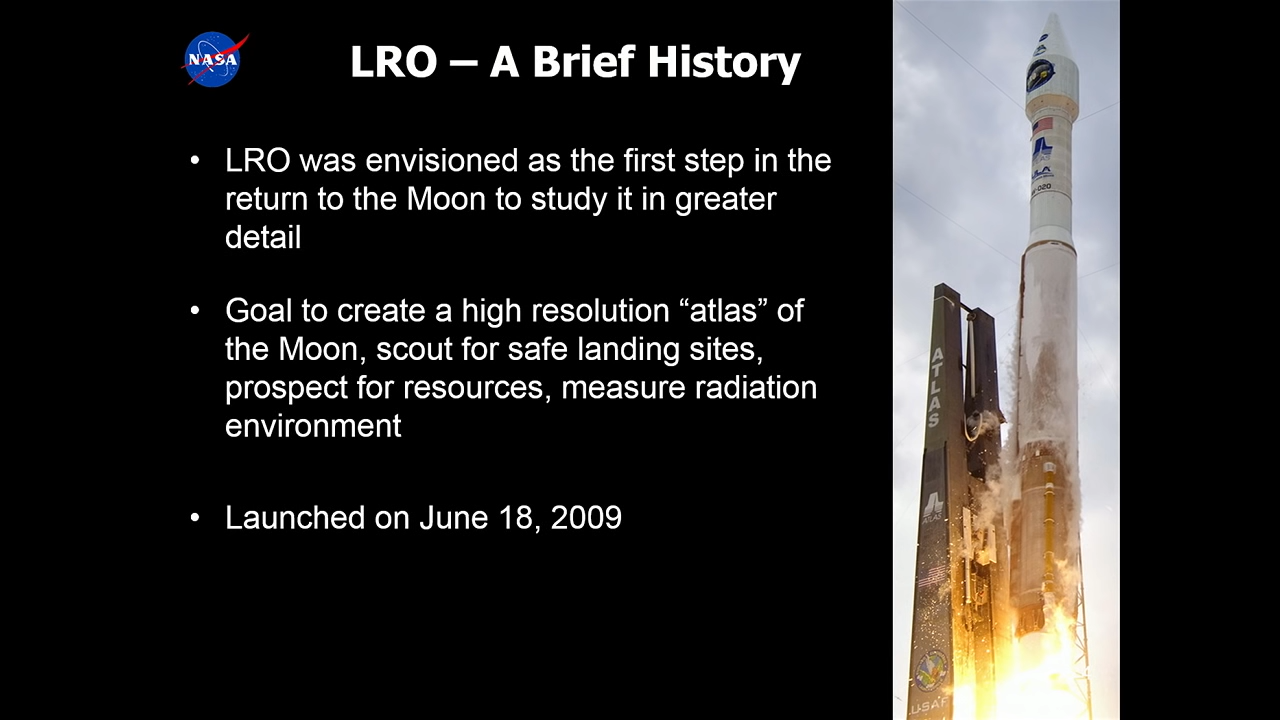 NASA
LRO – A Brief History
• LRO was envisioned as the first step in the
return to the Moon to study it in greater
detail
• Goal to create a high resolution “atlas” of
the Moon, scout for safe landing sites,
prospect for resources, measure radiation
environment
• Launched on June 18, 2009
ATLAS
ATLAS
USAF